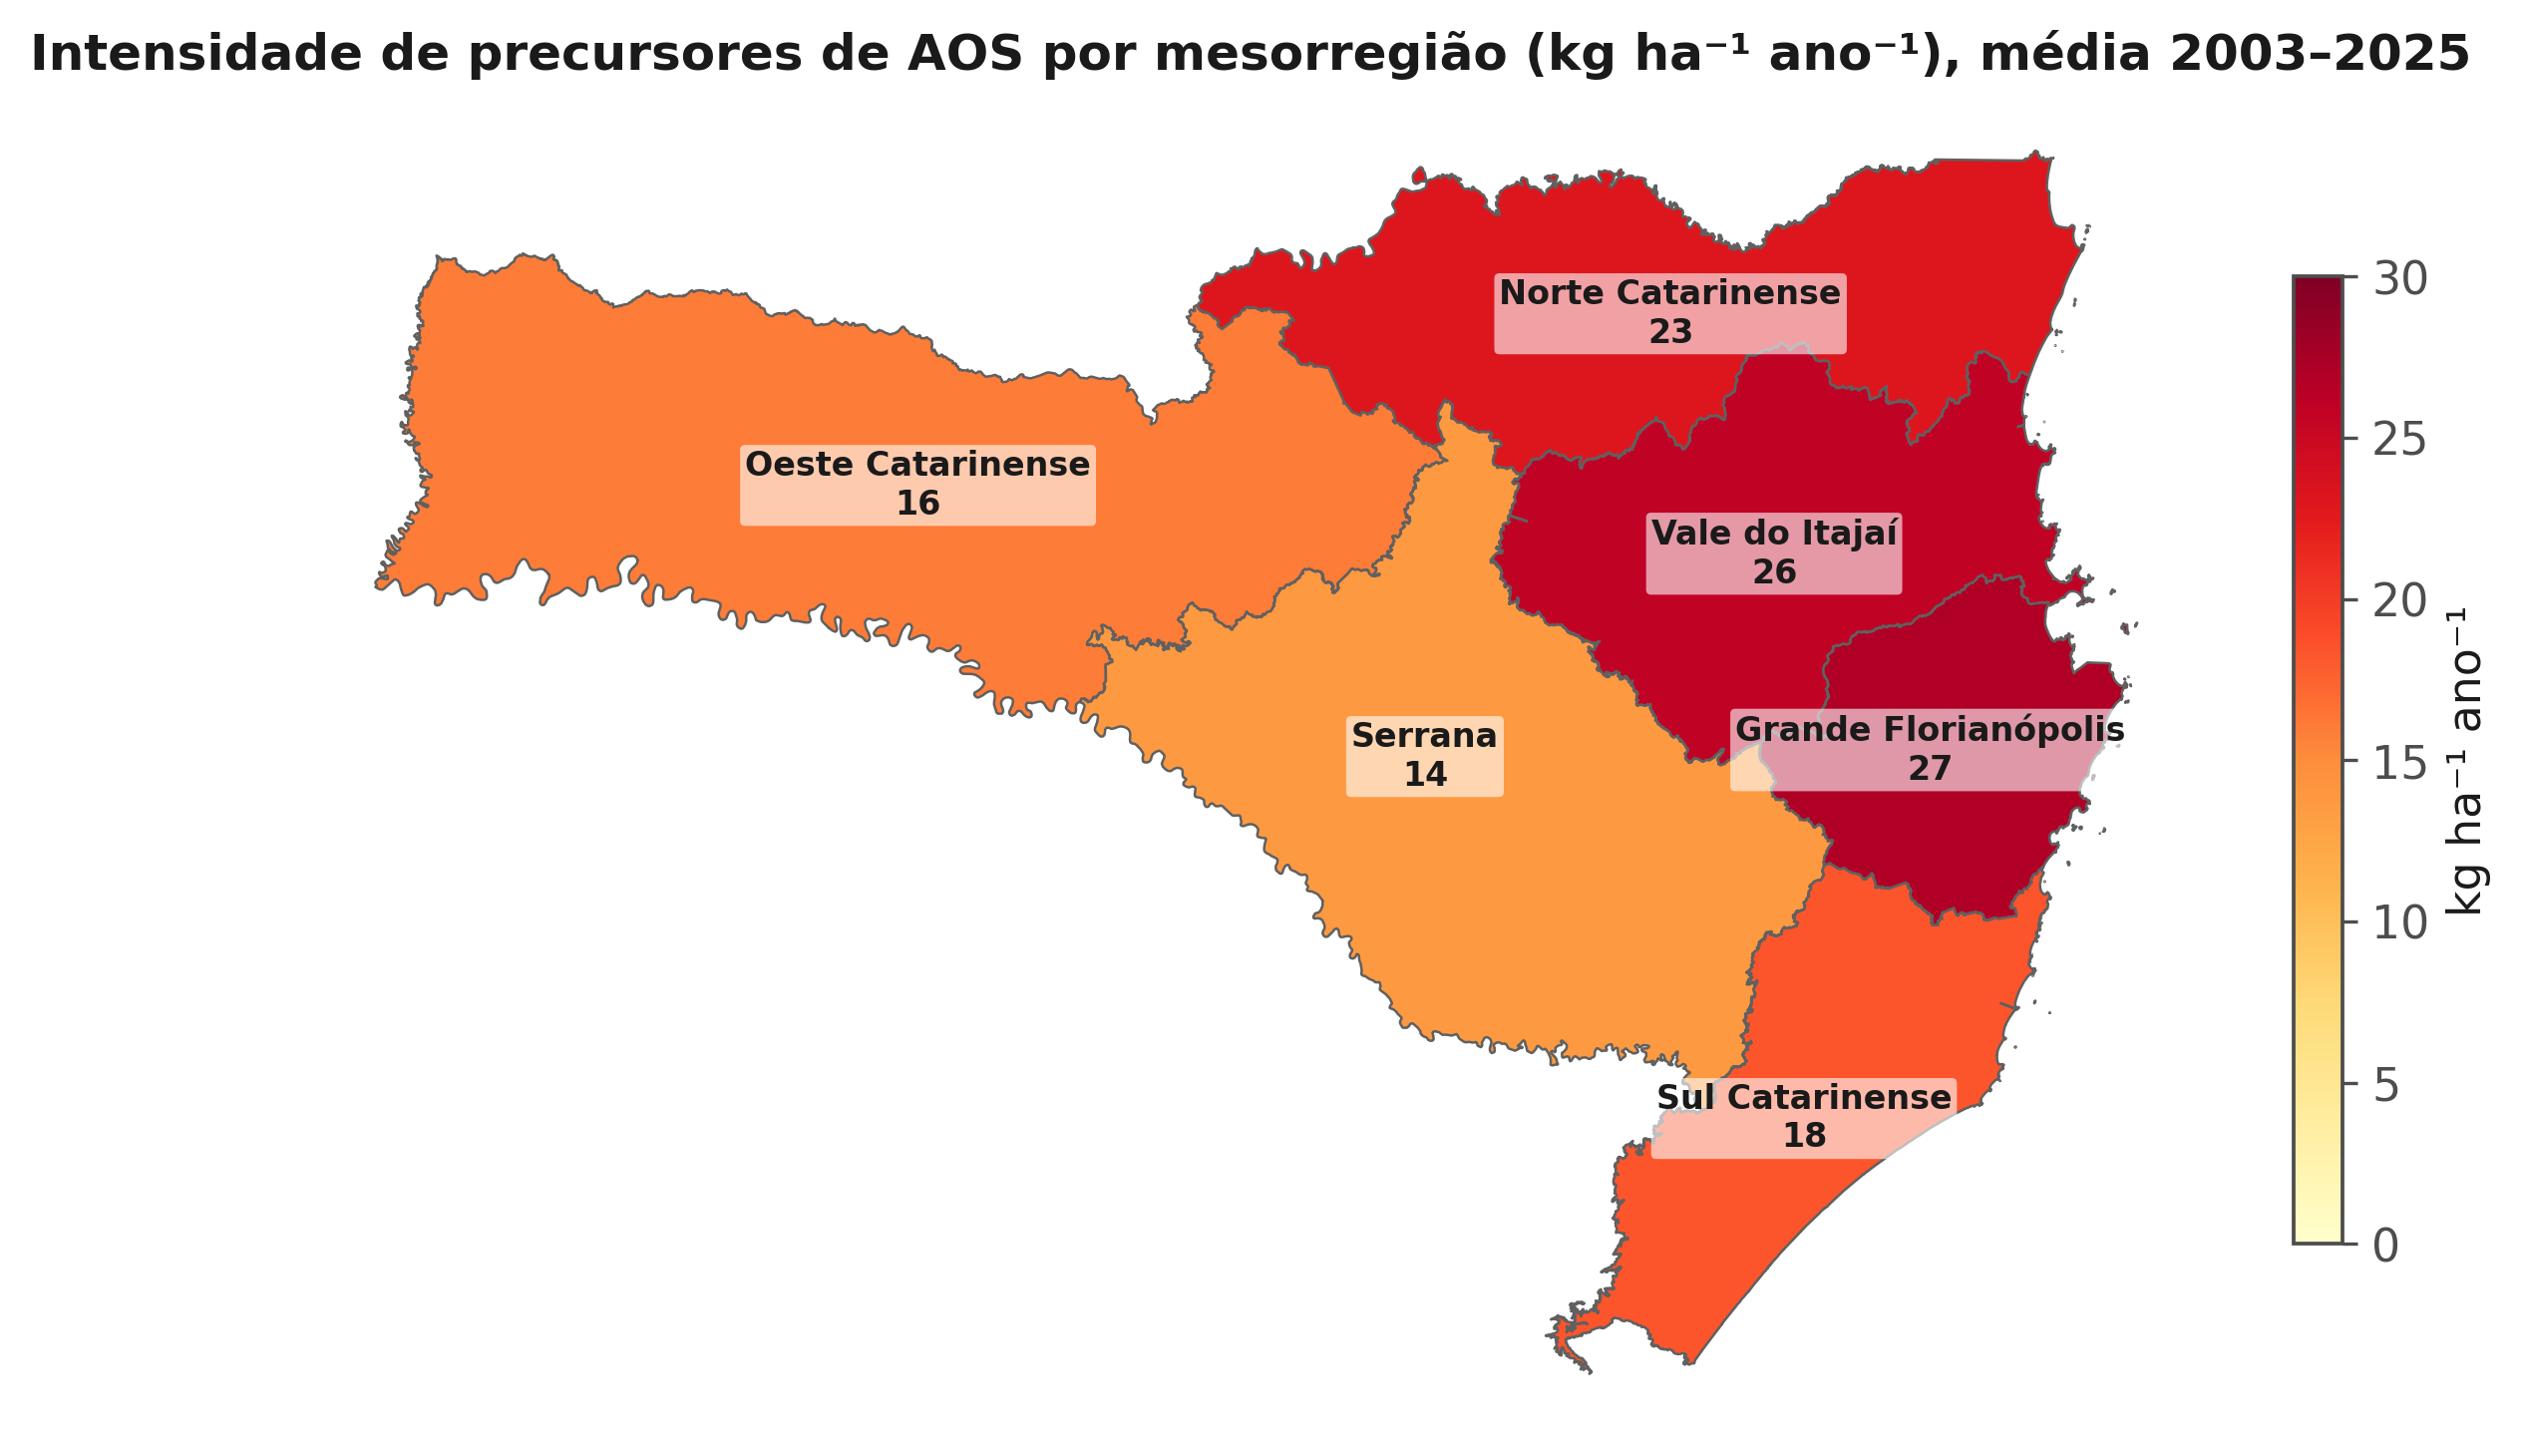 Intensidade de precursores de AOS por mesorregião (kg ha⁻¹ ano⁻¹), média 2003–2025
Norte Catarinense
23
Oeste Catarinense
16
Vale do Itajaí
26
Serrana
14
Grande Florianópolis
27
Sul Catarinense
18
30
25
20
15
10
5
0
kg ha⁻¹ ano⁻¹